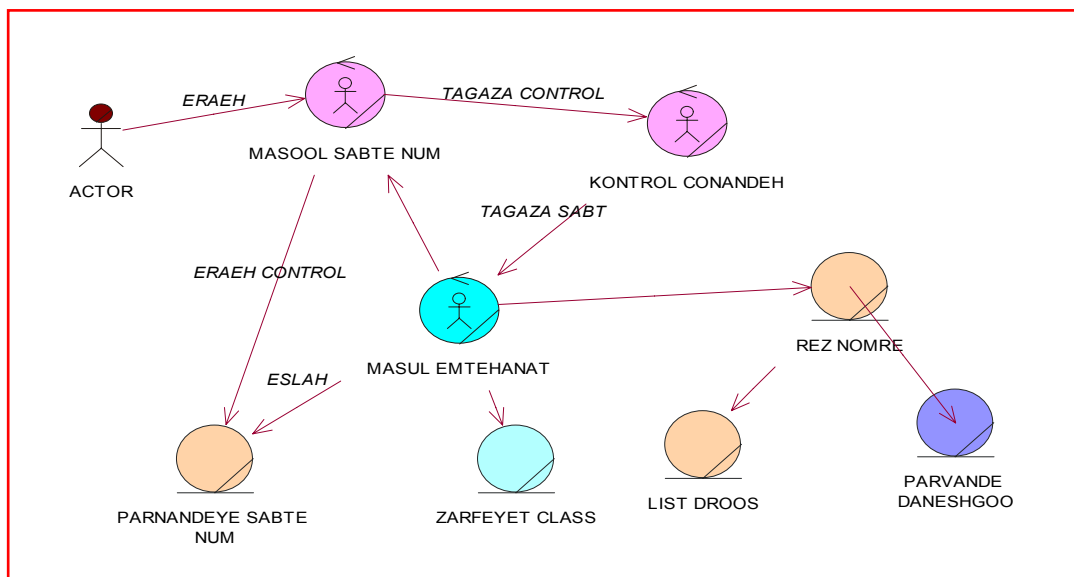 ERAEH
TAGAZA CONTROL
MASOOL SABTE NUM
KONTROL CONANDEH
ACTOR
TAGAZA SABT
ERAEH CONTROL
REZ NOMRE
MASUL EMTEHANAT
ESLAH
PARVANDE
DANESHGOO
LIST DROOS
PARNANDEYE SABTE
NUM
ZARFEYET CLASS